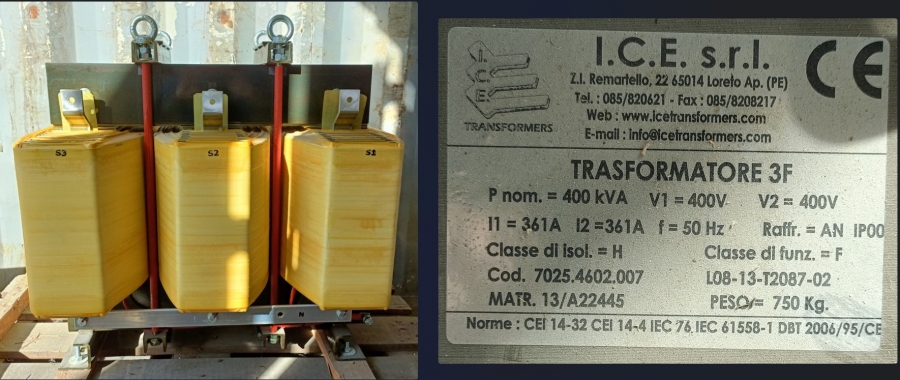 S3
S2
S1
N
I.C.E. s.r.l.
Z.I. Remartello, 22 65014 Loreto Ap. (PE)
Tel. : 085/820621 - Fax : 085/8208217
Web : www.icetransformers.com
E-mail : info@icetransformers.com
I.
C.
E
TRANSFORMERS
CE
TRASFORMATORE 3F
P nom. = 400 kVA V1 = 400V V2 = 400V
I1 = 361A I2 =361A f = 50 Hz Raffr. = AN IP00
Classe di isol. = H Classe di funz. = F
Cod. 7025.4602.007 L08-13-T2087-02
MATR. 13/A22445 PESO = 750 Kg.
Norme : CEI 14-32 CEI 14-4 IEC 76 IEC 61558-1 DBT 2006/95/CE